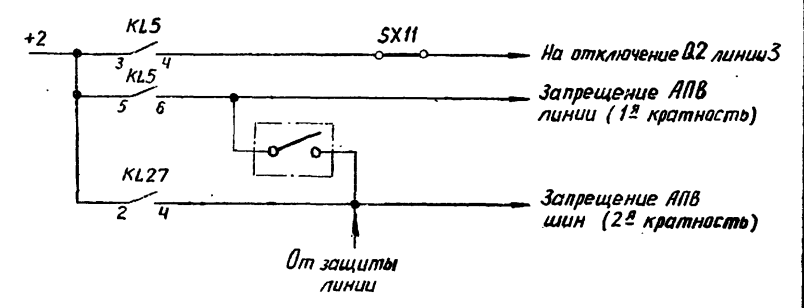 +2
KL5
3 4
SX11
На отключение Q2 линии 3
KL5
5 6
Запрещение АПВ
линии (1я кратность)
KL27
2 4
Запрещение АПВ
шин (2я кратность)
От защиты
линии